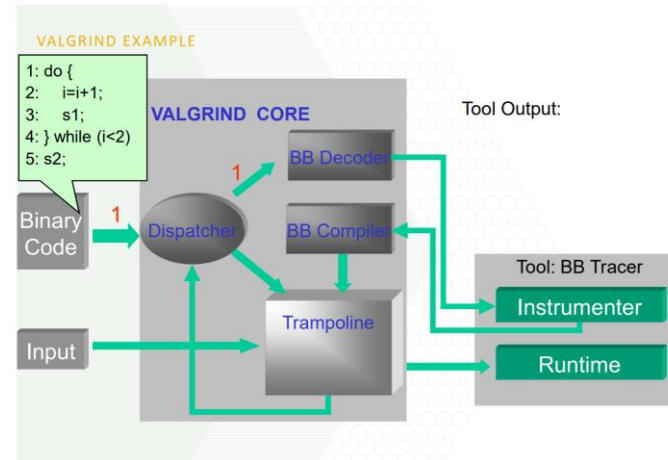 VALGRIND EXAMPLE
1: do {
2: i=i+1;
3: s1;
4: } while (i<2)
5: s2;
VALGRIND CORE
Tool Output:
1
BB Decoder
Binary
Code
1
Dispatcher
BB Compiler
Tool: BB Tracer
Instrumenter
Trampoline
Input
Runtime